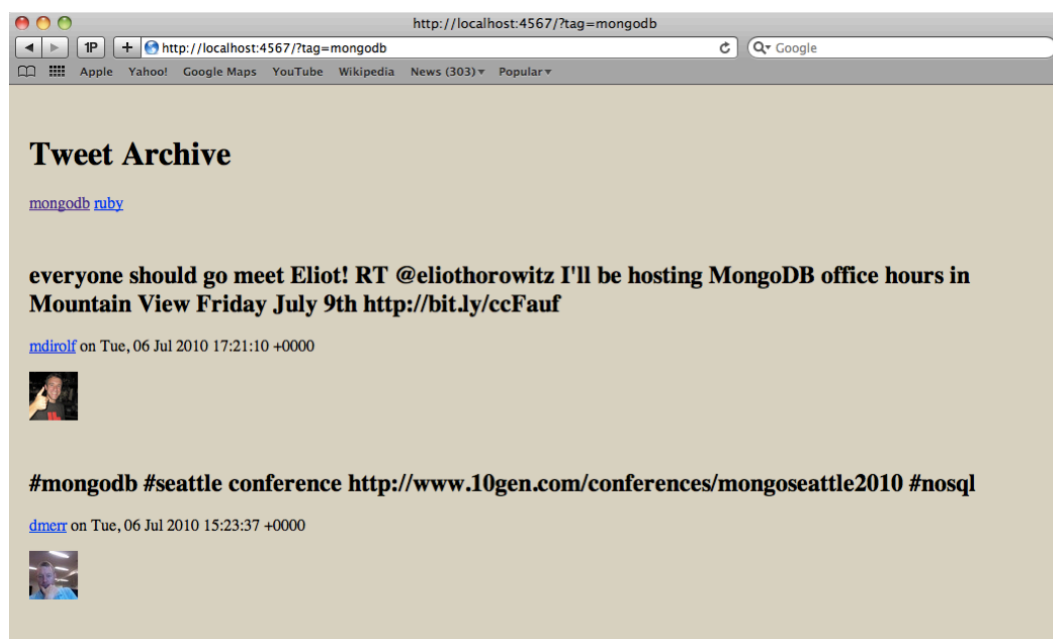 http://localhost:4567/?tag=mongodb
1P + http://localhost:4567/?tag=mongodb Google
Apple Yahoo! Google Maps YouTube Wikipedia News (303) Popular
Tweet Archive
mongodb ruby
everyone should go meet Eliot! RT @eliothorowitz I'll be hosting MongoDB office hours in
Mountain View Friday July 9th http://bit.ly/ccFauf
mdirolf on Tue, 06 Jul 2010 17:21:10 +0000
#mongodb #seattle conference http://www.10gen.com/conferences/mongoseattle2010 #nosql
dmerr on Tue, 06 Jul 2010 15:23:37 +0000